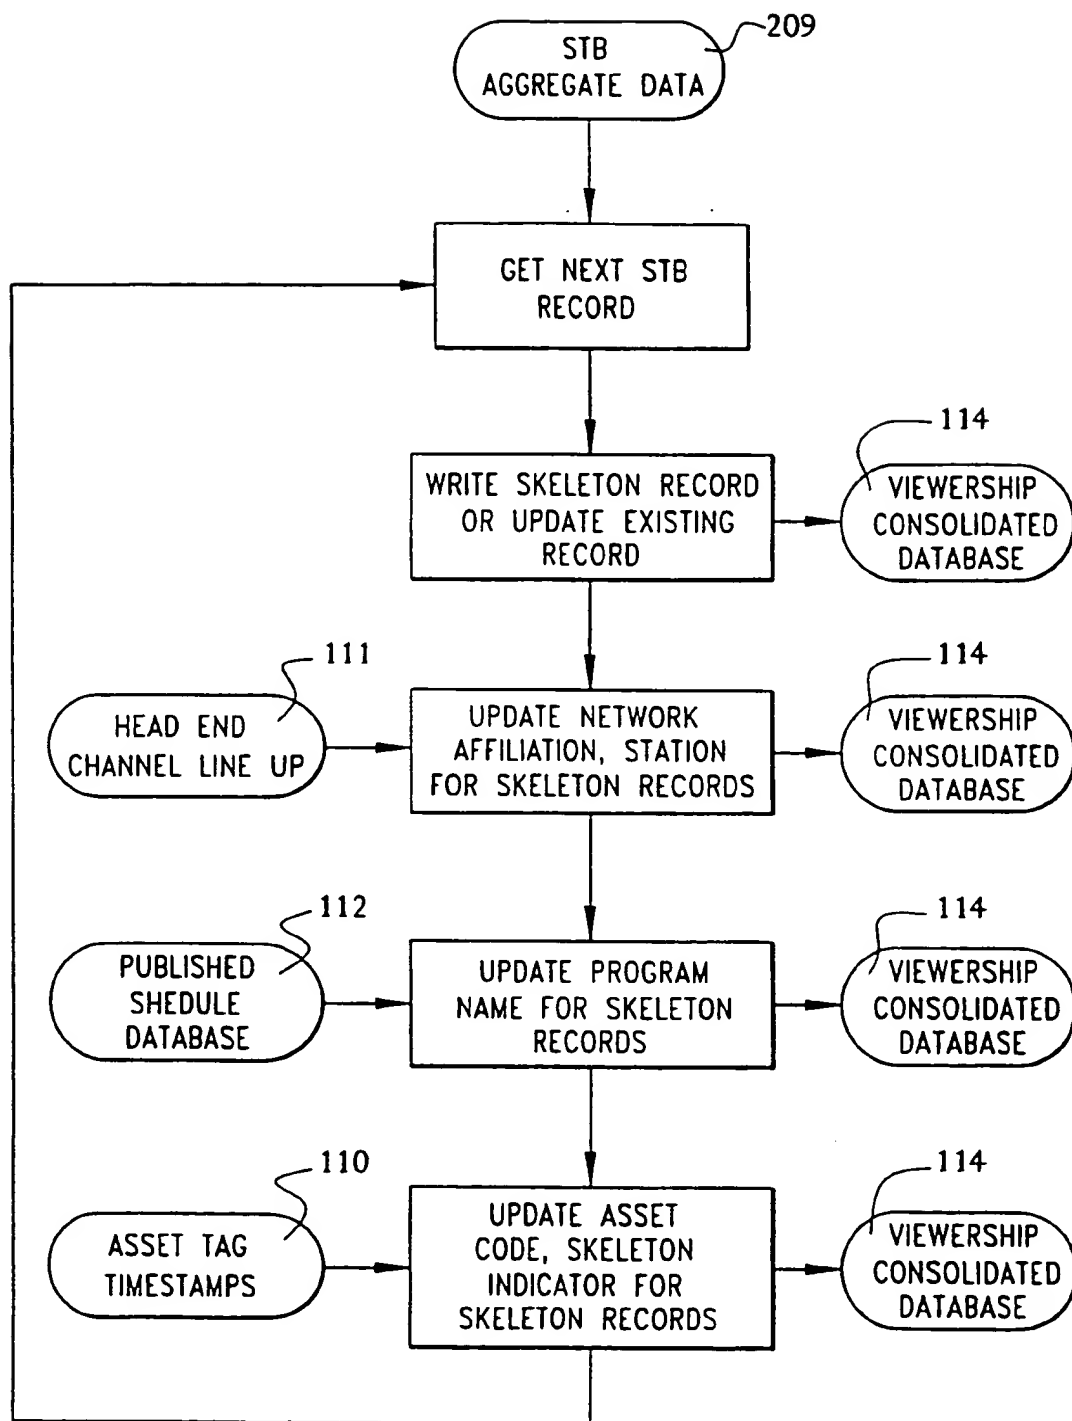 209
STB
AGGREGATE DATA
GET NEXT STB
RECORD
WRITE SKELETON RECORD
OR UPDATE EXISTING
RECORD
114
VIEWERSHIP
CONSOLIDATED
DATABASE
111
HEAD END
CHANNEL LINE UP
UPDATE NETWORK
AFFILIATION, STATION
FOR SKELETON RECORDS
114
VIEWERSHIP
CONSOLIDATED
DATABASE
112
PUBLISHED
SHEDULE
DATABASE
UPDATE PROGRAM
NAME FOR SKELETON
RECORDS
114
VIEWERSHIP
CONSOLIDATED
DATABASE
110
ASSET TAG
TIMESTAMPS
UPDATE ASSET
CODE, SKELETON
INDICATOR FOR
SKELETON RECORDS
114
VIEWERSHIP
CONSOLIDATED
DATABASE